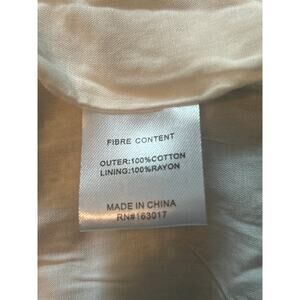 FIBRE CONTENT
OUTER:100%COTTON
LINING:100%RAYON
MADE IN CHINA
RN#163017